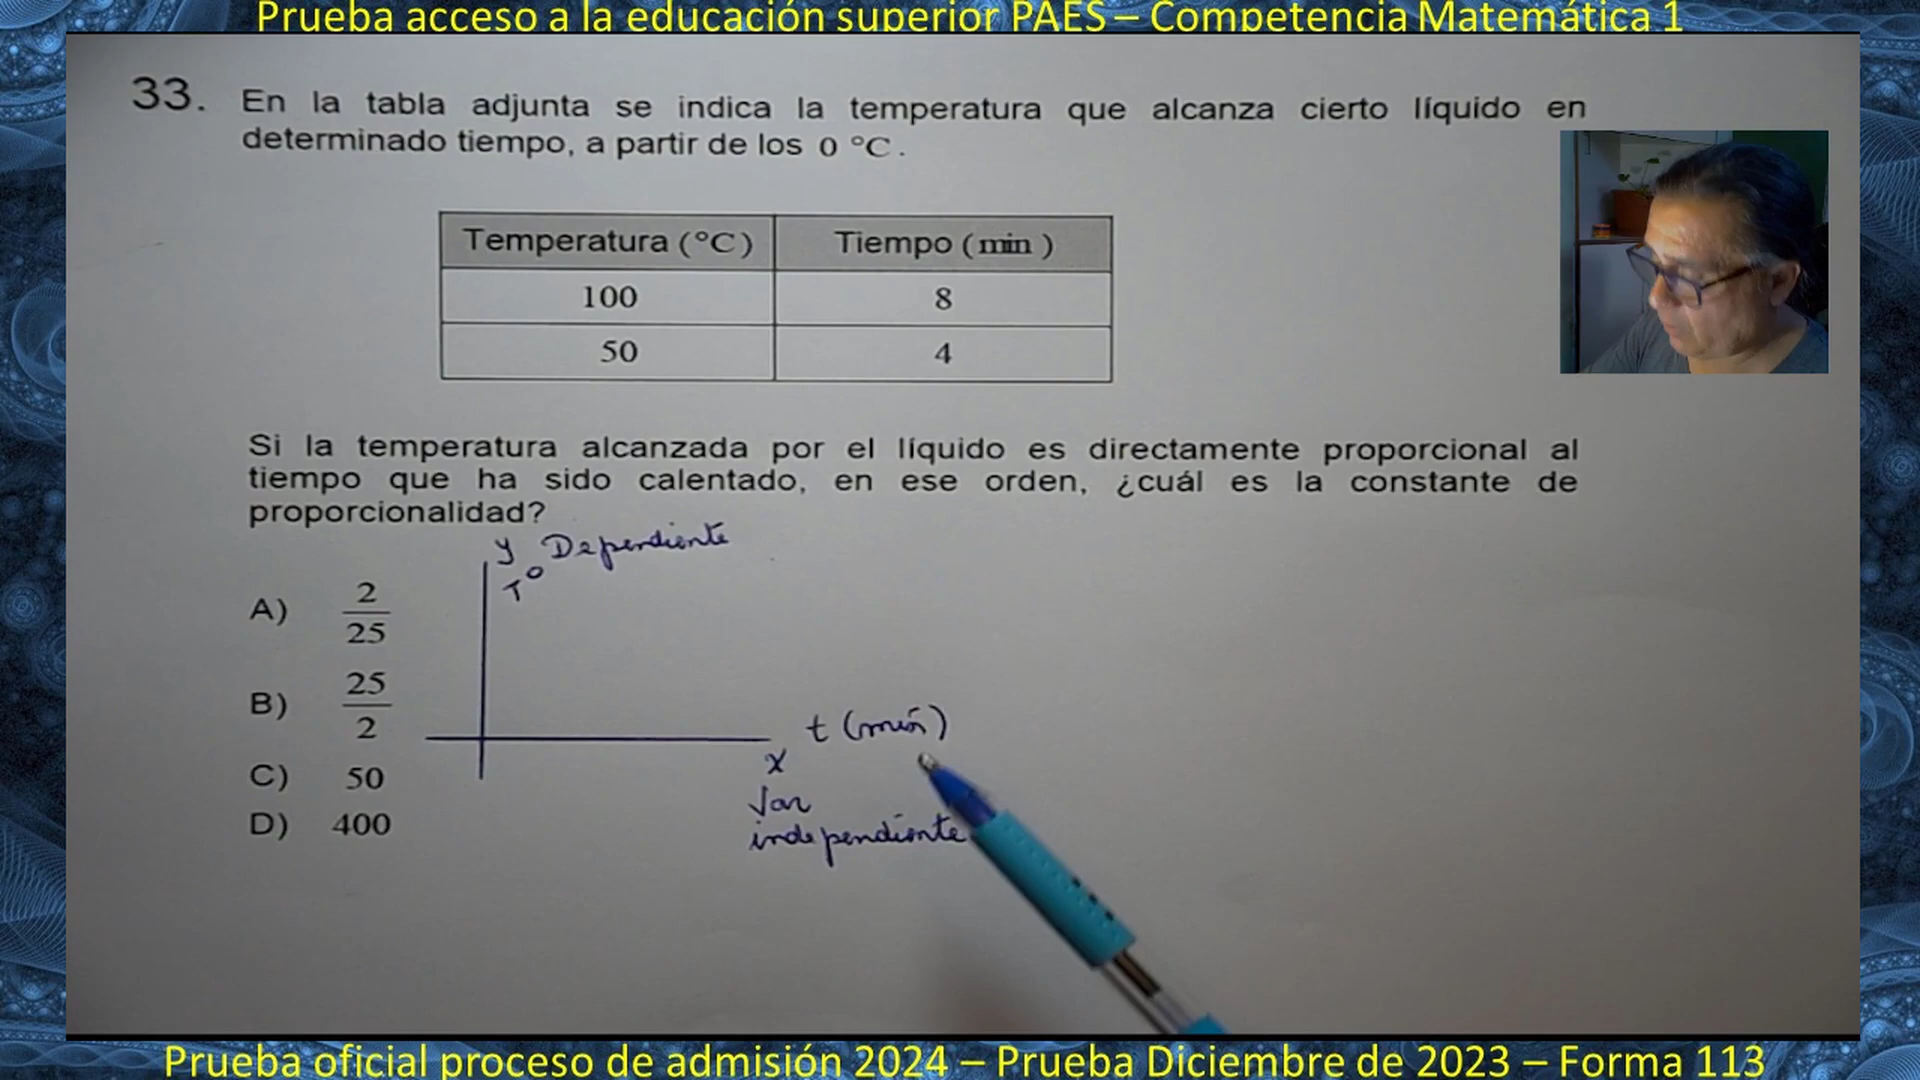 Prueba acceso a la educación superior PAES – Competencia Matemática 1
33. En la tabla adjunta se indica la temperatura que alcanza cierto líquido en
determinado tiempo, a partir de los 0 °C.
Temperatura (°C) Tiempo (min)
100 8
50 4
Si la temperatura alcanzada por el líquido es directamente proporcional al
tiempo que ha sido calentado, en ese orden, ¿cuál es la constante de
proporcionalidad?
y Dependiente
T°
A) 2/25
B) 25/2
t (min)
x
C) 50
Var
D) 400
independiente
Prueba oficial proceso de admisión 2024 – Prueba Diciembre de 2023 – Forma 113